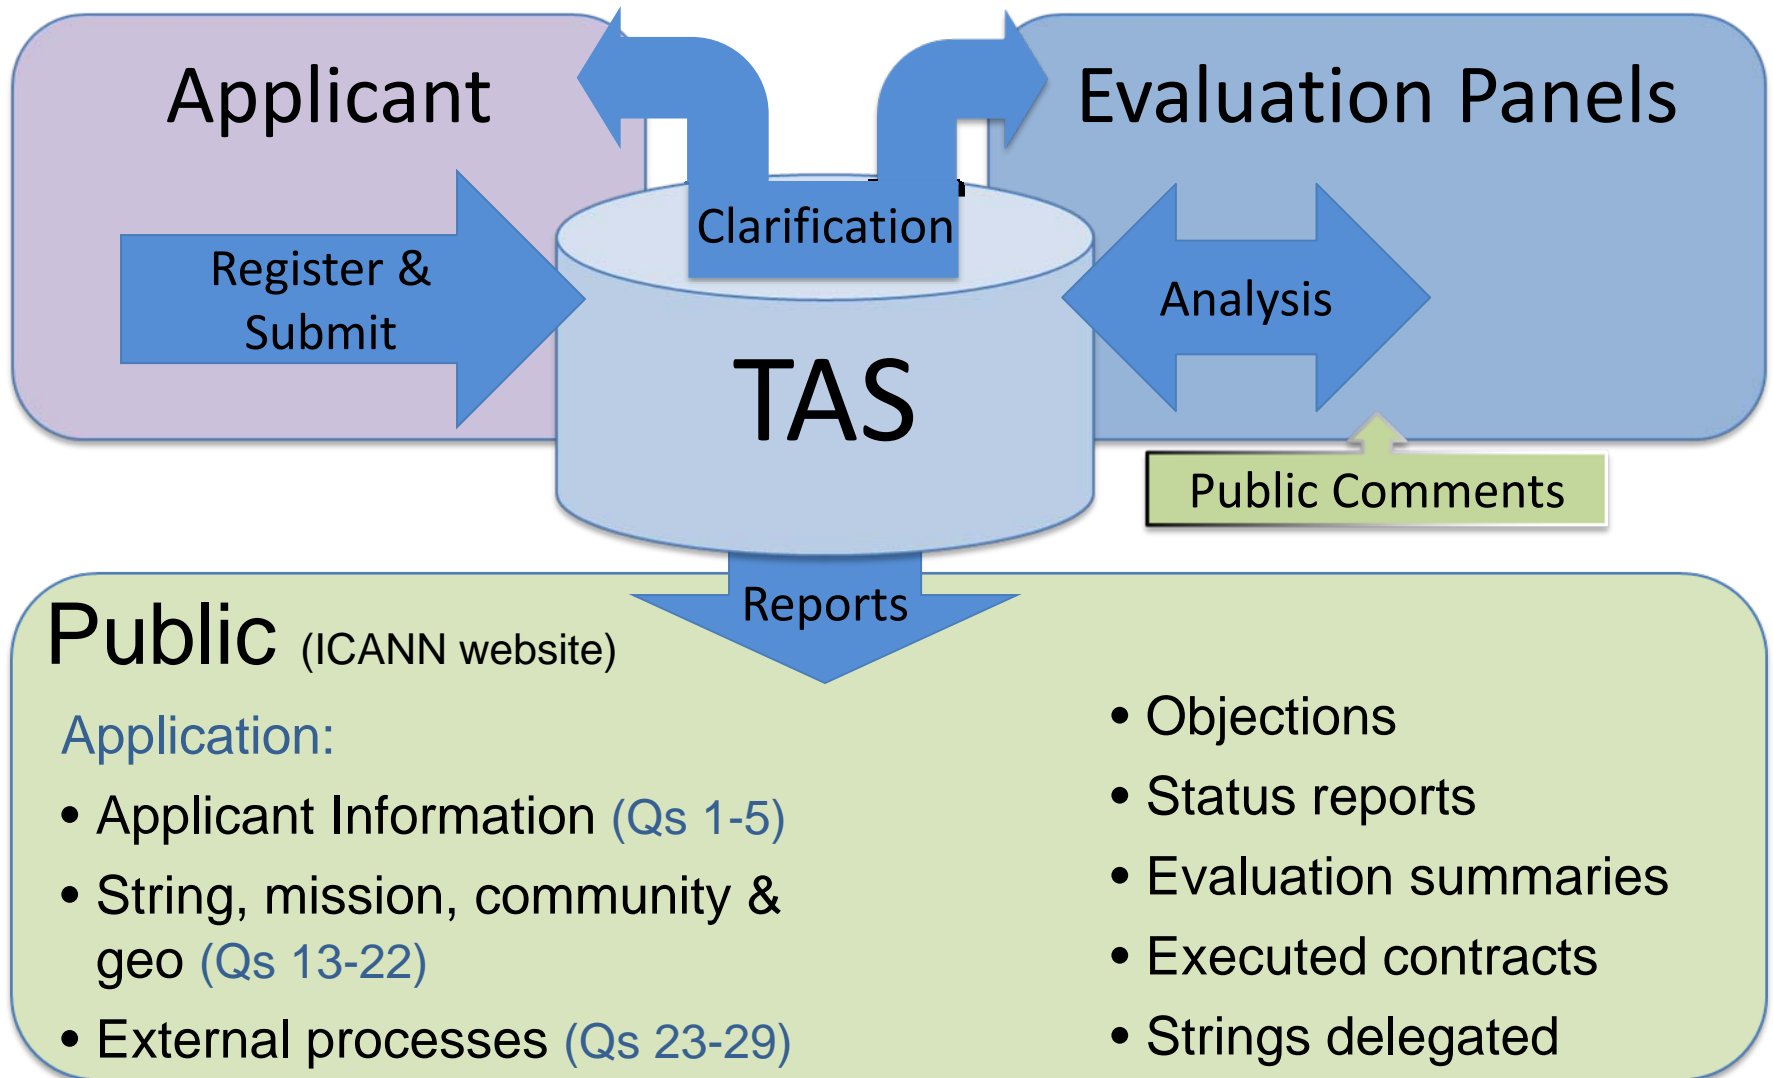 Applicant
Evaluation Panels
Clarification
Register &
Submit
Analysis
TAS
Public Comments
Reports
Public (ICANN website)
Application:
• Applicant Information (Qs 1-5)
• String, mission, community &
geo (Qs 13-22)
• External processes (Qs 23-29)
• Objections
• Status reports
• Evaluation summaries
• Executed contracts
• Strings delegated